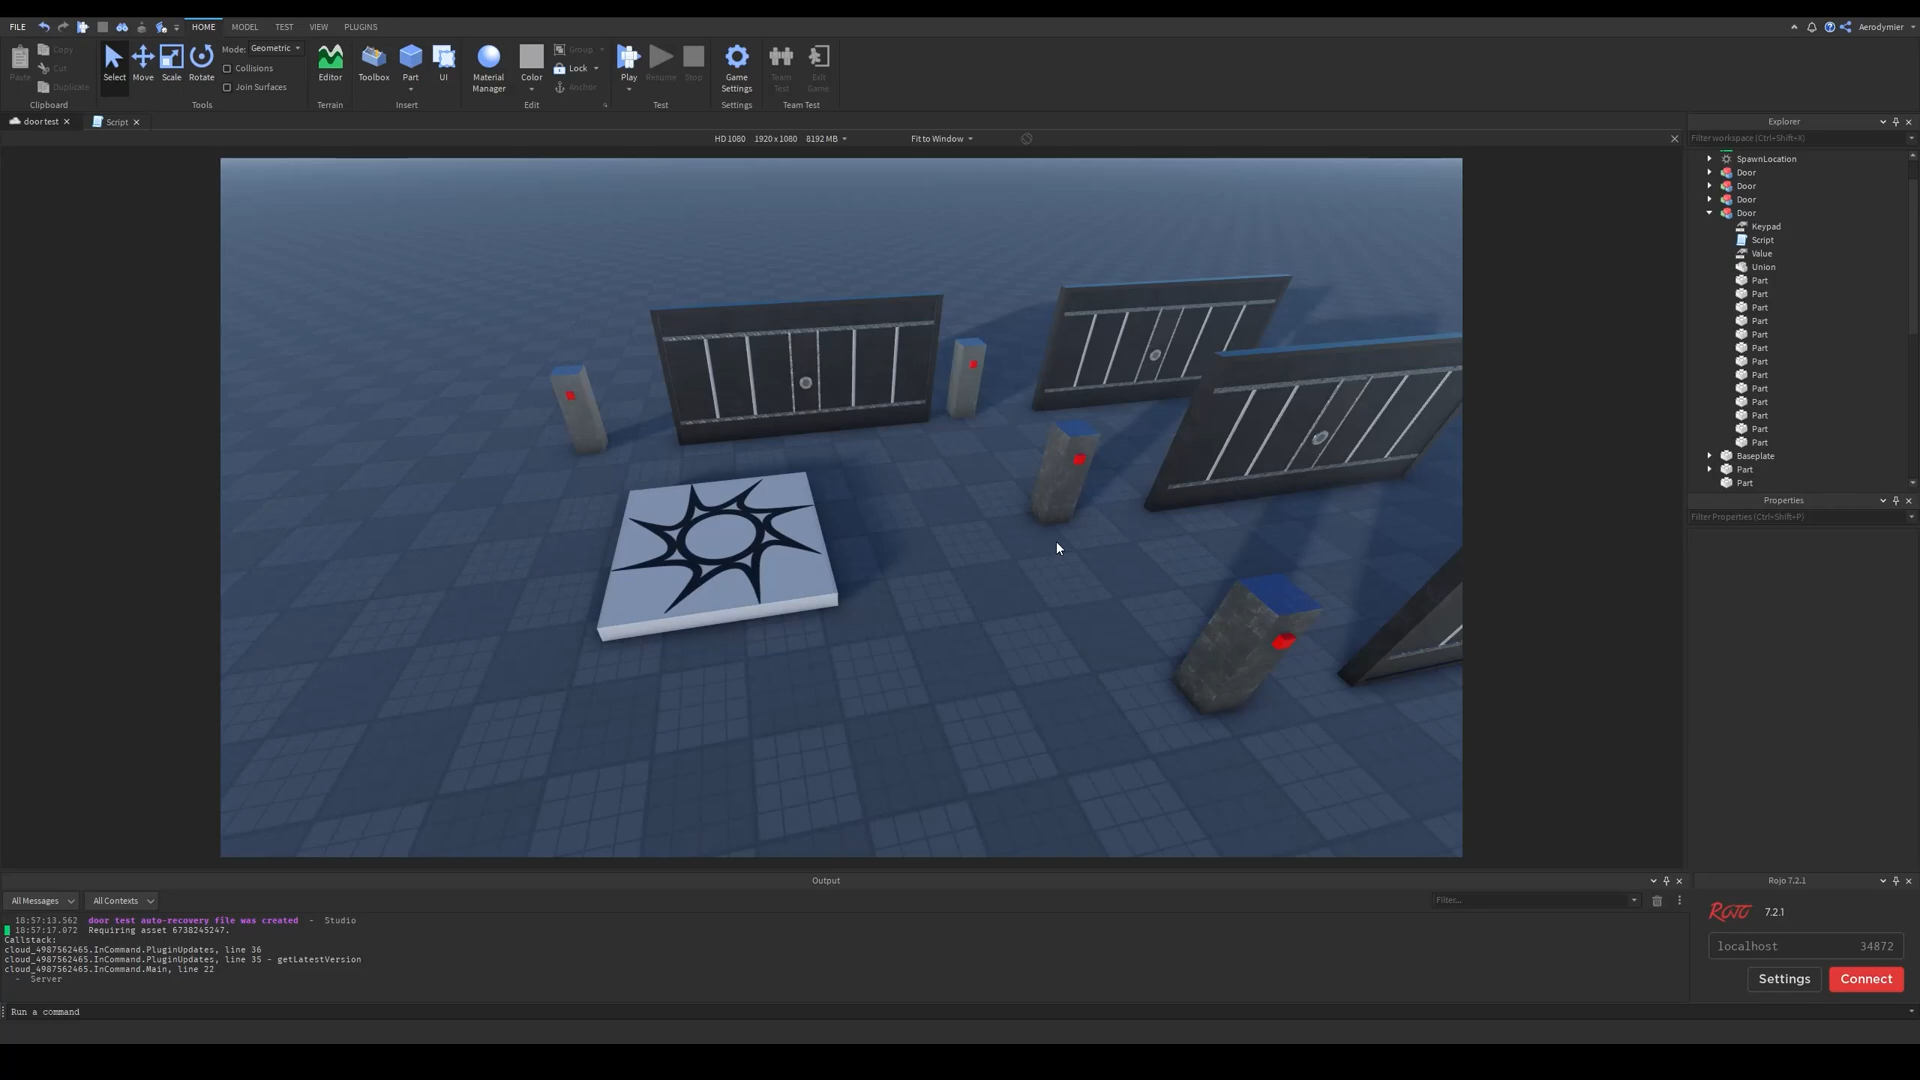 FILE HOME MODEL TEST VIEW PLUGINS Aerodymier
Paste Copy Cut Duplicate Clipboard
Select Move Scale Rotate Mode: Geometric Collisions Join Surfaces Tools
Editor Terrain
Toolbox Part UI Insert
Material Manager Color Group Lock Anchor Edit
Play Resume Stop Test
Game Settings Settings
Team Test Exit Game Team Test
door test Script
HD 1080 1920 x 1080 8192 MB Fit to Window
Explorer
Filter workspace (Ctrl+Shift+X)
SpawnLocation
Door
Door
Door
Door
Keypad
Script
Value
Union
Part
Part
Part
Part
Part
Part
Part
Part
Part
Part
Part
Part
Part
Baseplate
Part
Part
Properties
Filter Properties (Ctrl+Shift+P)
Output
All Messages All Contexts Filter...
18:57:13.562 door test auto-recovery file was created - Studio
18:57:17.072 Requiring asset 6738245247.
Callstack:
cloud_4987562465.InCommand.PluginUpdates, line 36
cloud_4987562465.InCommand.PluginUpdates, line 35 - getLatestVersion
cloud_4987562465.InCommand.Main, line 22
- Server
Run a command
Rojo 7.2.1
ROJO 7.2.1
localhost 34872
Settings Connect